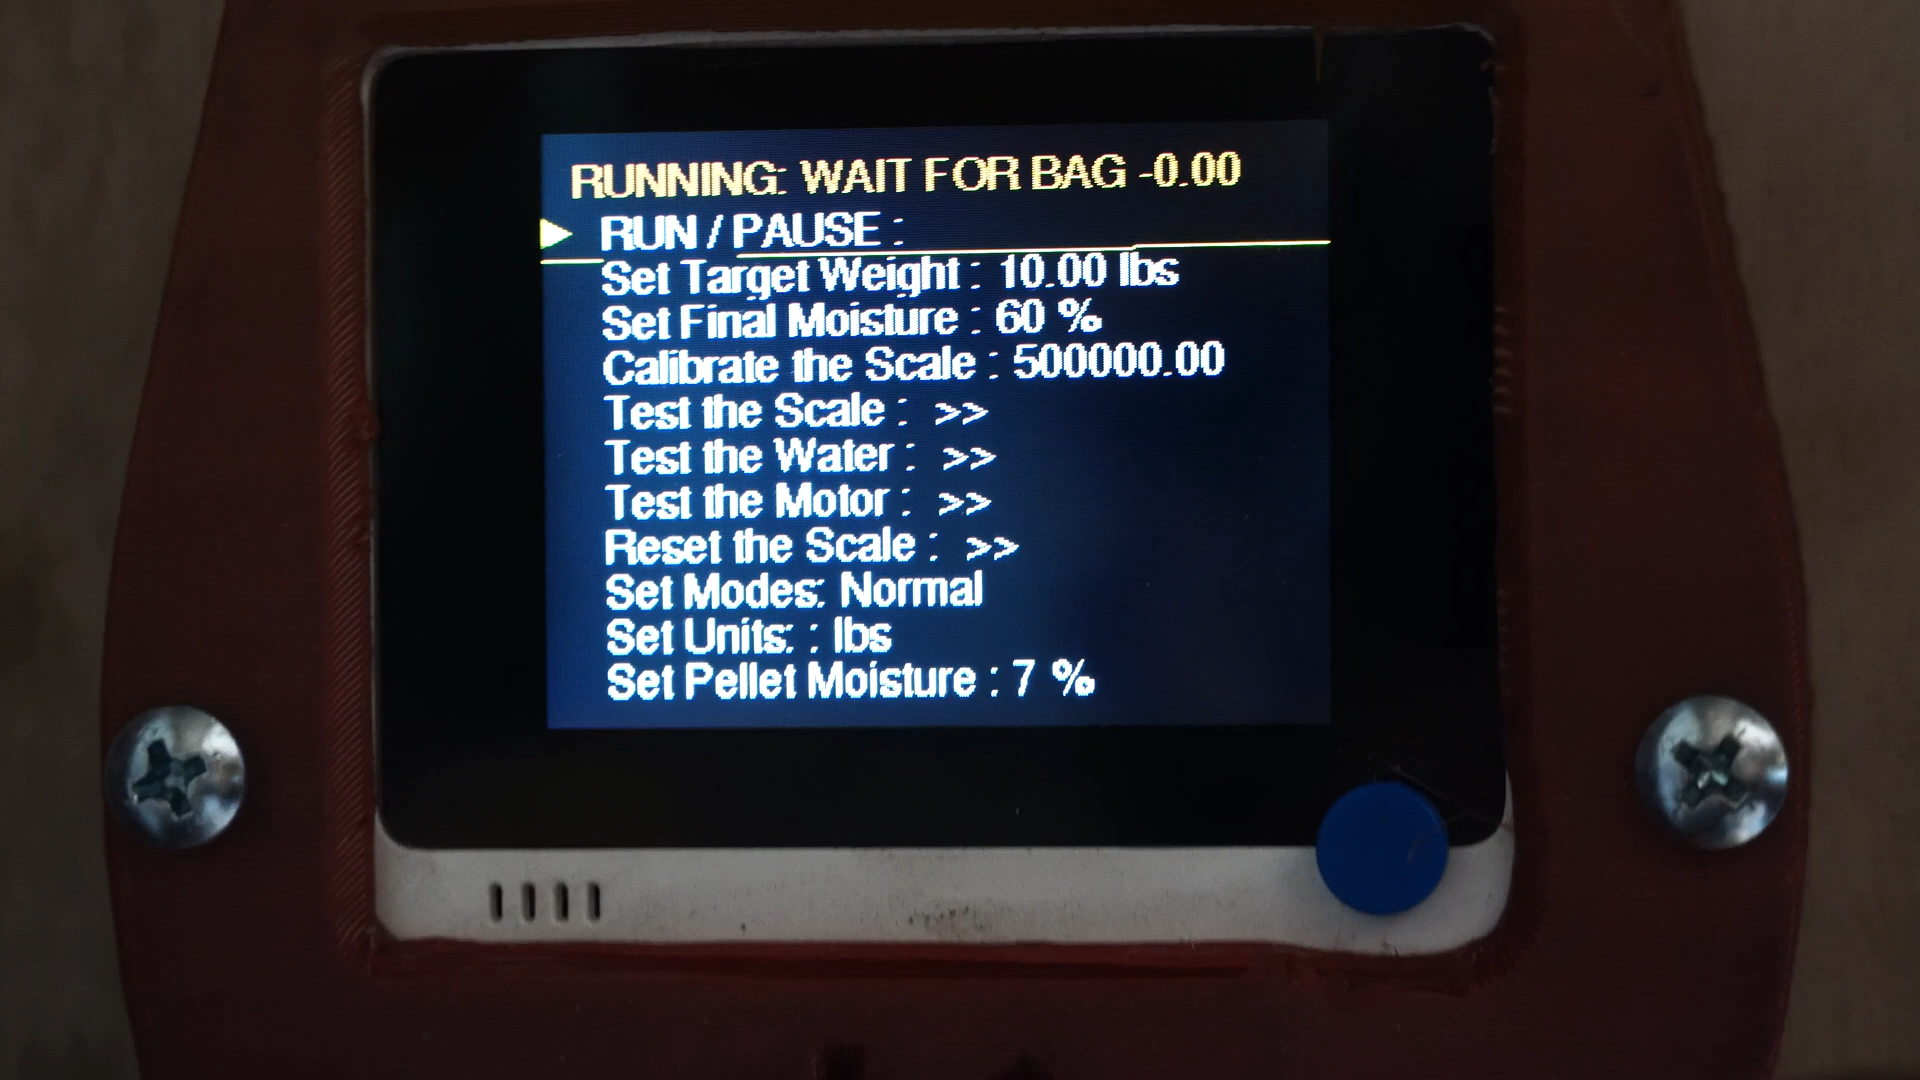 RUNNING: WAIT FOR BAG -0.00
RUN / PAUSE :
Set Target Weight : 10.00 lbs
Set Final Moisture : 60 %
Calibrate the Scale : 500000.00
Test the Scale : >>
Test the Water : >>
Test the Motor : >>
Reset the Scale : >>
Set Modes: Normal
Set Units: : lbs
Set Pellet Moisture : 7 %